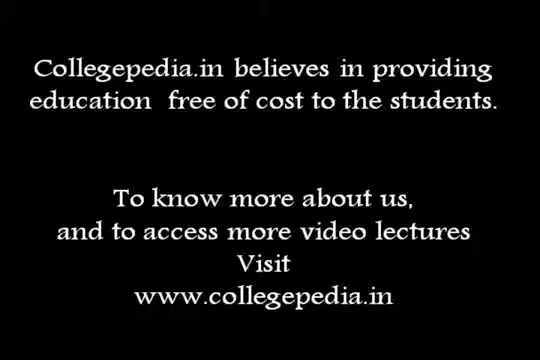 Collegepedia.in believes in providing
education  free of cost to the students.
To know more about us,
and to access more video lectures
Visit
www.collegepedia.in